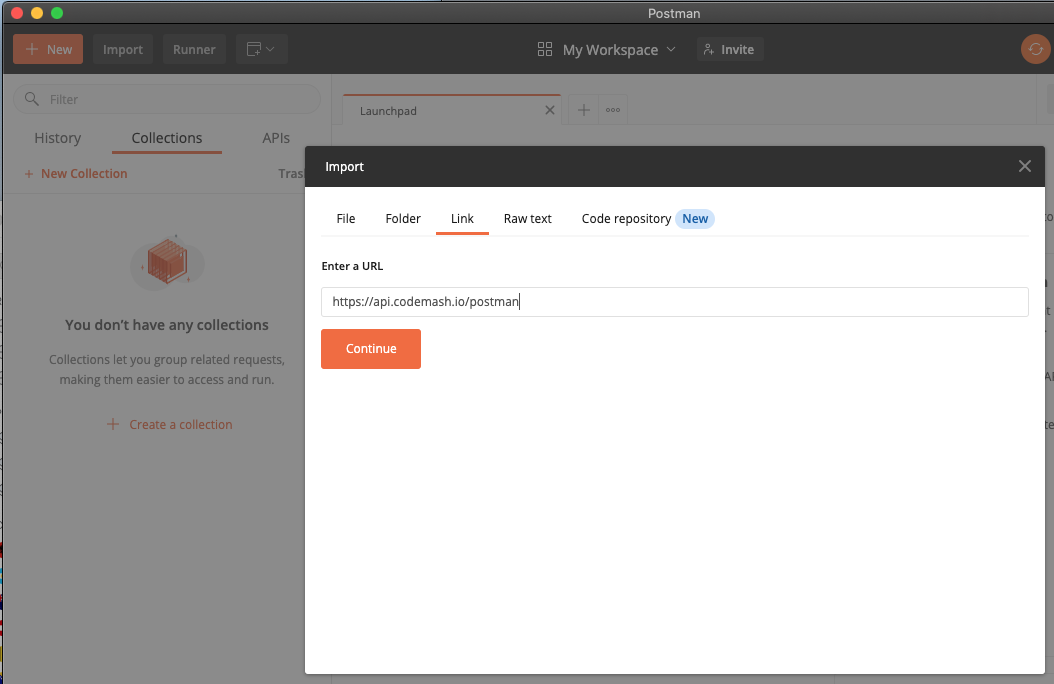 Postman
New
Import
Runner
My Workspace
Invite
Filter
Launchpad
History
Collections
APIs
New Collection
You don't have any collections
Collections let you group related requests,
making them easier to access and run.
Create a collection
Import
File
Folder
Link
Raw text
Code repository
New
Enter a URL
https://api.codemash.io/postman
Continue